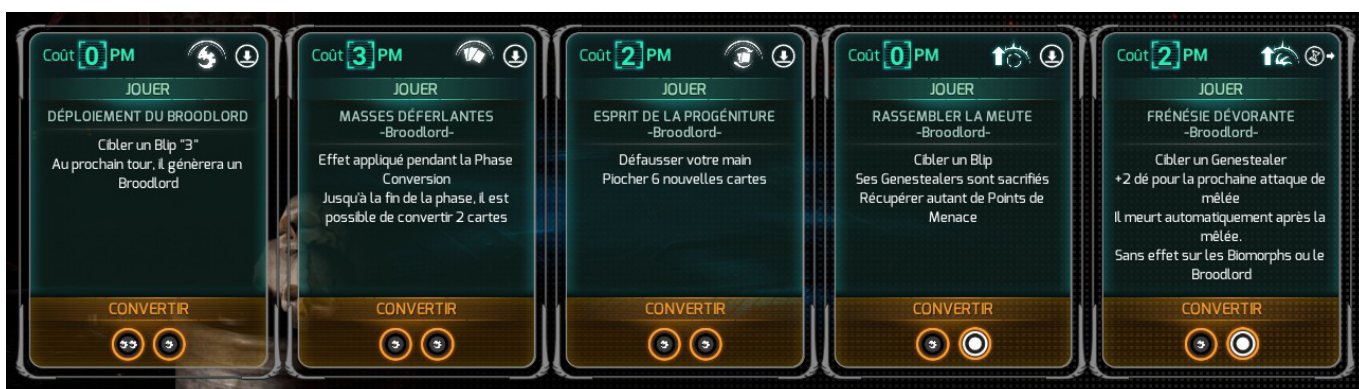 Coût 0 PM
JOUER
DÉPLOIEMENT DU BROODLORD
Cibler un Blip "3"
Au prochain tour, il génèrera un
Broodlord
CONVERTIR
Coût 3 PM
JOUER
MASSES DÉFERLANTES
-Broodlord-
Effet appliqué pendant la Phase
Conversion
Jusqu'à la fin de la phase, il est
possible de convertir 2 cartes
CONVERTIR
Coût 2 PM
JOUER
ESPRIT DE LA PROGÉNITURE
-Broodlord-
Défausser votre main
Piocher 6 nouvelles cartes
CONVERTIR
Coût 0 PM
JOUER
RASSEMBLER LA MEUTE
-Broodlord-
Cibler un Blip
Ses Genestealers sont sacrifiés
Récupérer autant de Points de
Menace
CONVERTIR
Coût 2 PM
JOUER
FRÉNÉSIE DÉVORANTE
-Broodlord-
Cibler un Genestealer
+2 dé pour la prochaine attaque de
mêlée
Il meurt automatiquement après la
mêlée.
Sans effet sur les Biomorphs ou le
Broodlord
CONVERTIR